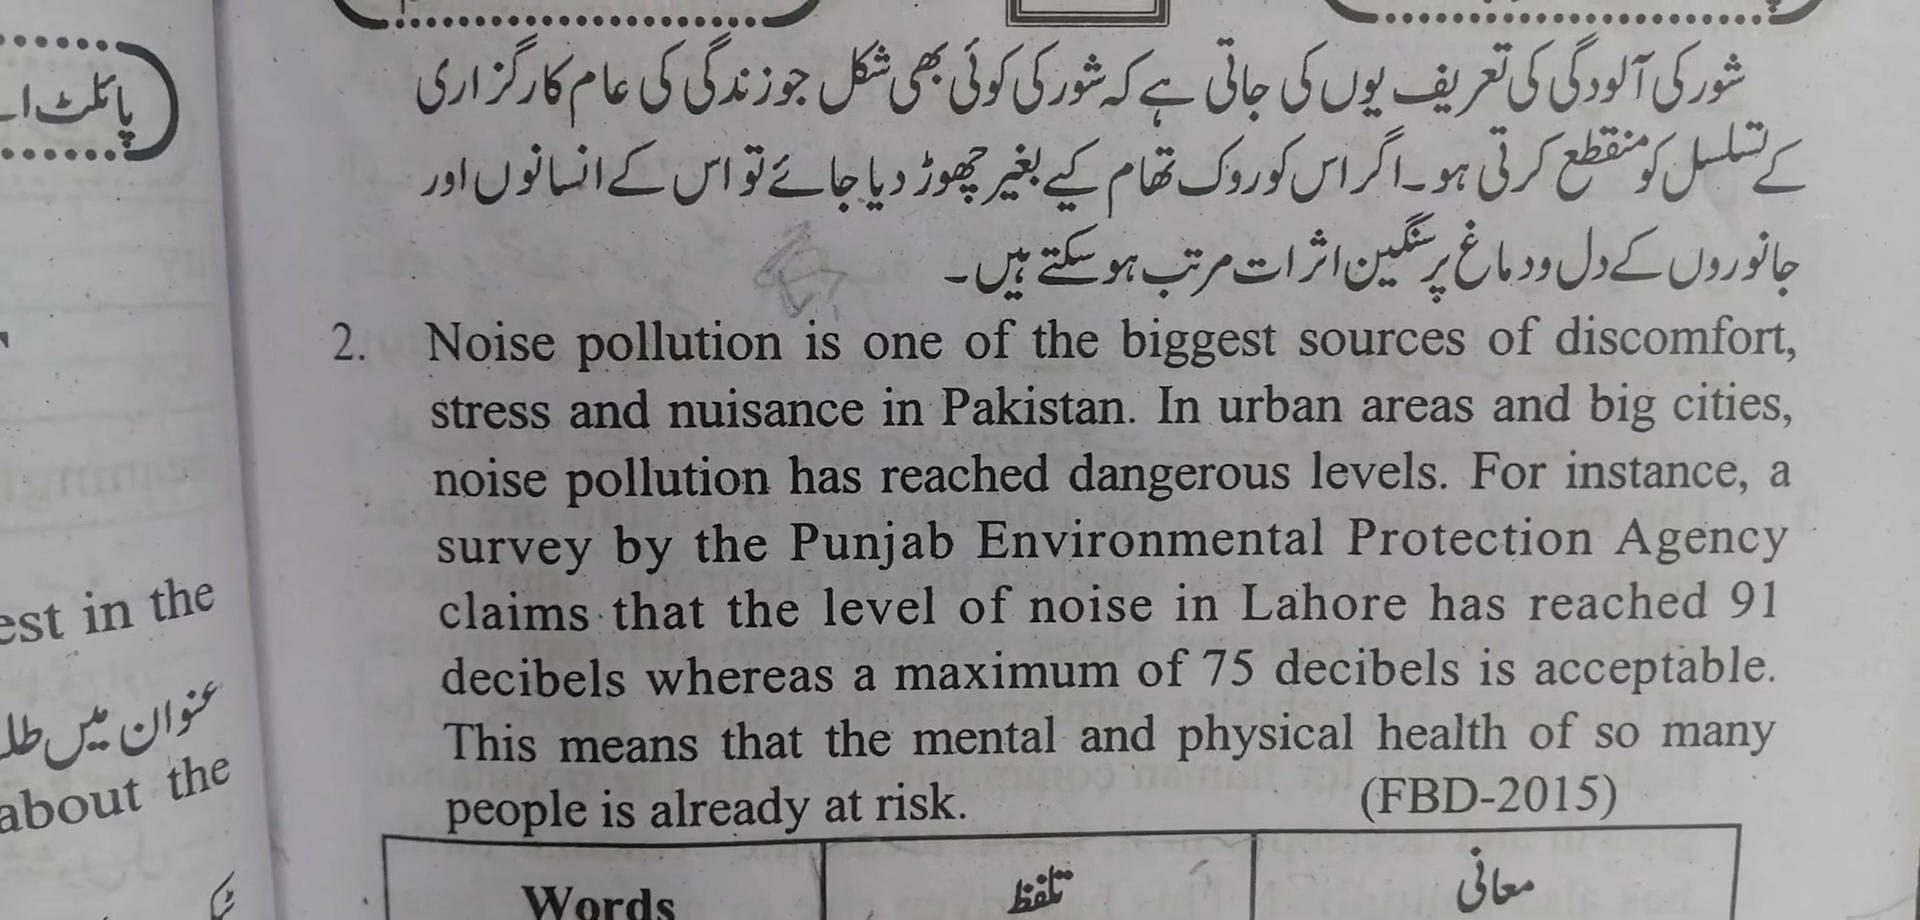 پائلٹ ا
est in the
عنوان میں
about the
شور کی آلودگی کی تعریف یوں کی جاتی ہے کہ شور کی کوئی بھی شکل جو زندگی کی عام کارگزاری
کے تسلسل کو منقطع کرتی ہو۔ اگر اس کو روک تھام کیے بغیر چھوڑ دیا جائے تو اس کے انسانوں اور
جانوروں کے دل و دماغ پر سنگین اثرات مرتب ہو سکتے ہیں۔
2. Noise pollution is one of the biggest sources of discomfort,
stress and nuisance in Pakistan. In urban areas and big cities,
noise pollution has reached dangerous levels. For instance, a
survey by the Punjab Environmental Protection Agency
claims that the level of noise in Lahore has reached 91
decibels whereas a maximum of 75 decibels is acceptable.
This means that the mental and physical health of so many
people is already at risk. (FBD-2015)
Words تلفظ معانی